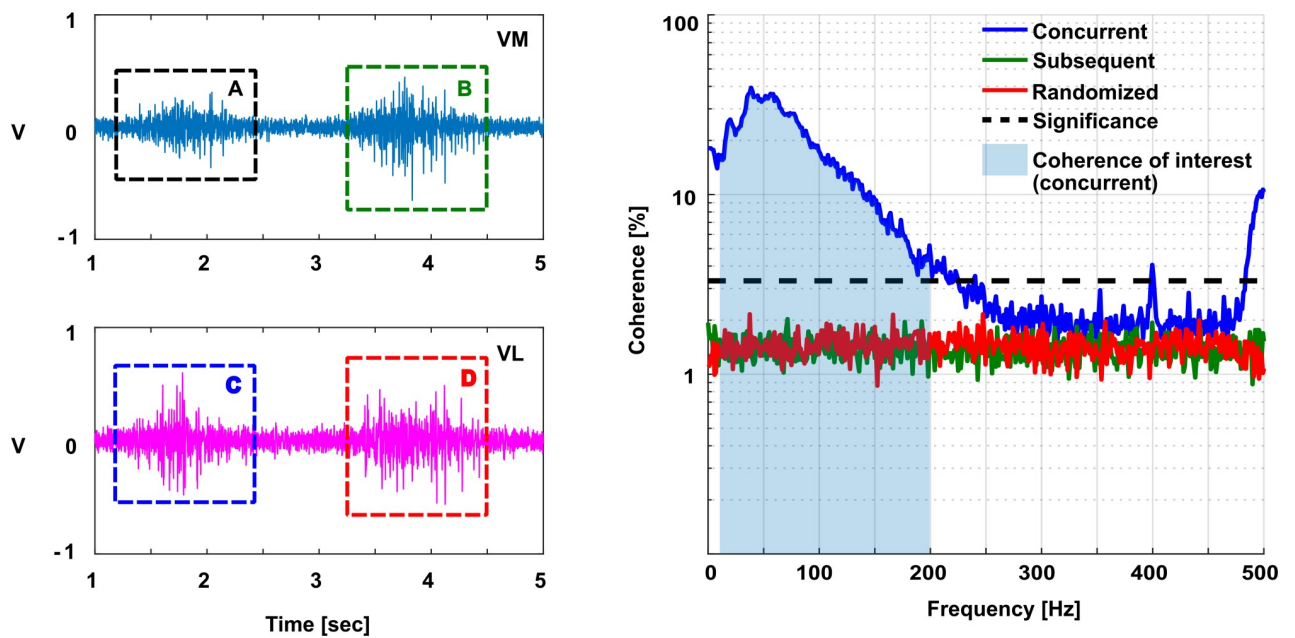 1
VM
A
B
V
0
-1
1
2
3
4
5
1
VL
C
D
V
0
-1
1
2
3
4
5
Time [sec]
100
Concurrent
Subsequent
Randomized
Significance
Coherence of interest
(concurrent)
10
Coherence [%]
1
0
100
200
300
400
500
Frequency [Hz]